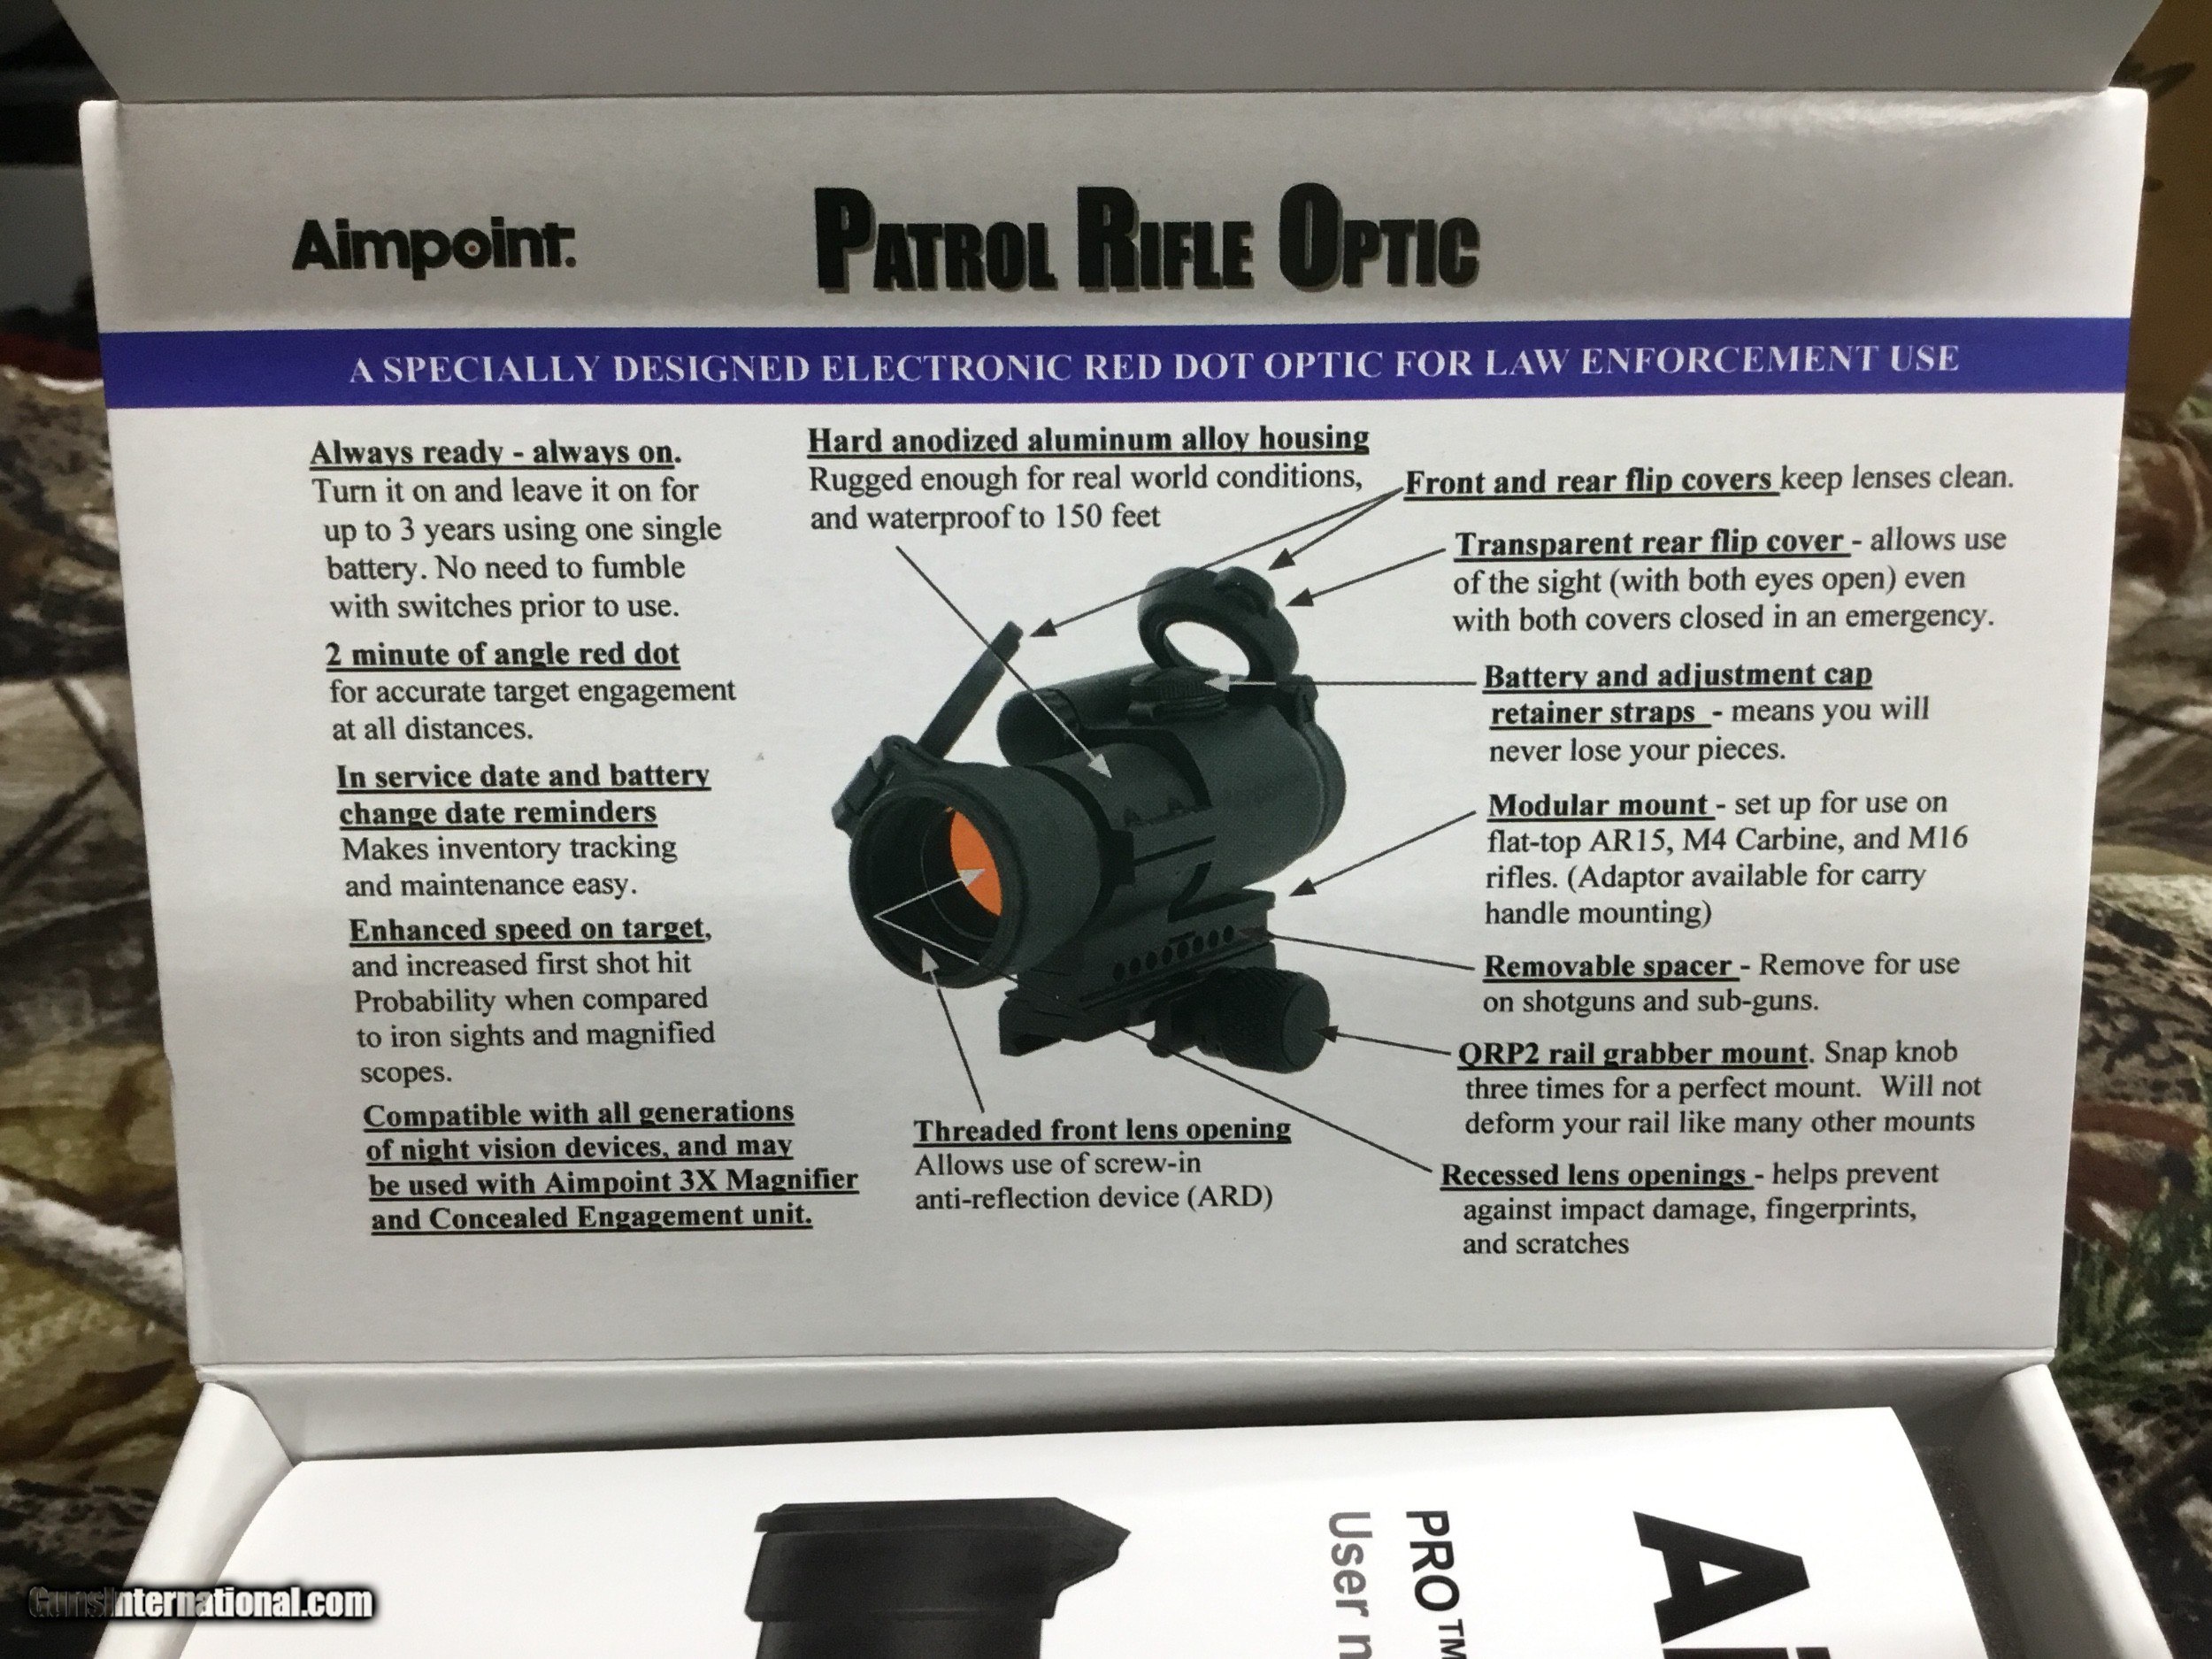 Aimpoint.
PATROL RIFLE OPTIC
A SPECIALLY DESIGNED ELECTRONIC RED DOT OPTIC FOR LAW ENFORCEMENT USE
Always ready - always on.
Turn it on and leave it on for
up to 3 years using one single
battery. No need to fumble
with switches prior to use.
2 minute of angle red dot
for accurate target engagement
at all distances.
In service date and battery
change date reminders
Makes inventory tracking
and maintenance easy.
Enhanced speed on target,
and increased first shot hit
Probability when compared
to iron sights and magnified
scopes.
Compatible with all generations
of night vision devices, and may
be used with Aimpoint 3X Magnifier
and Concealed Engagement unit.
Hard anodized aluminum alloy housing
Rugged enough for real world conditions,
and waterproof to 150 feet
Threaded front lens opening
Allows use of screw-in
anti-reflection device (ARD)
Front and rear flip covers keep lenses clean.
Transparent rear flip cover - allows use
of the sight (with both eyes open) even
with both covers closed in an emergency.
Battery and adjustment cap
retainer straps - means you will
never lose your pieces.
Modular mount - set up for use on
flat-top AR15, M4 Carbine, and M16
rifles. (Adaptor available for carry
handle mounting)
Removable spacer - Remove for use
on shotguns and sub-guns.
QRP2 rail grabber mount. Snap knob
three times for a perfect mount. Will not
deform your rail like many other mounts
Recessed lens openings - helps prevent
against impact damage, fingerprints,
and scratches
Ai
PRO™
User
GunsInternational.com